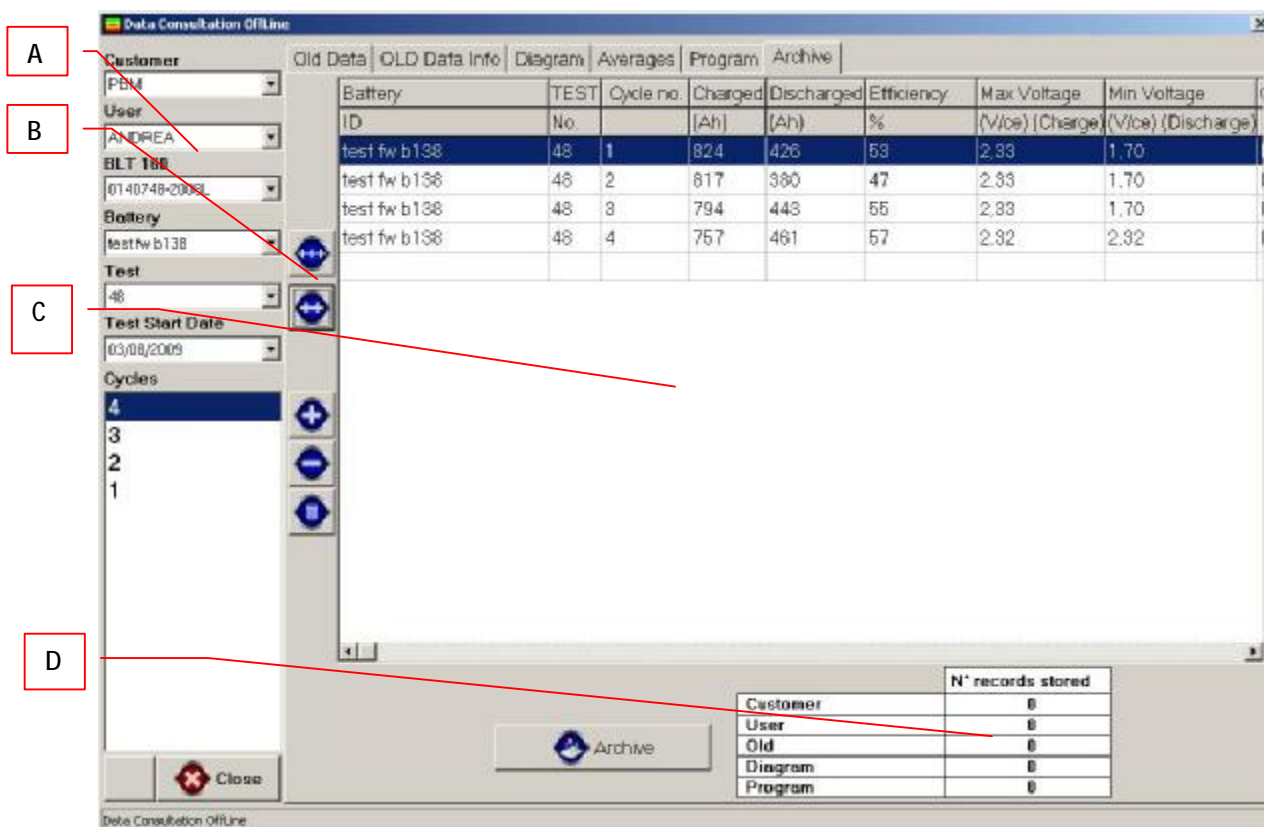 Data Consultation OffLine
A
B
C
D
Customer
PBM
User
ANDREA
BLT 160
0140748-2003L
Battery
test fw b138
Test
48
Test Start Date
03/08/2009
Cycles
4
3
2
1
Close
Old Data OLD Data Info Diagram Averages Program Archive
Battery TEST Cycle no. Charged Discharged Efficiency Max Voltage Min Voltage
ID No. (Ah) (Ah) % (V/ce) (Charge) (V/ce) (Discharge)
test fw b138 48 1 824 426 53 2,33 1,70
test fw b138 48 2 817 380 47 2,33 1,70
test fw b138 48 3 794 443 55 2,33 1,70
test fw b138 48 4 757 461 57 2,32 2,32
Archive
N° records stored
Customer 0
User 0
Old 0
Diagram 0
Program 0
Data Consultation OffLine